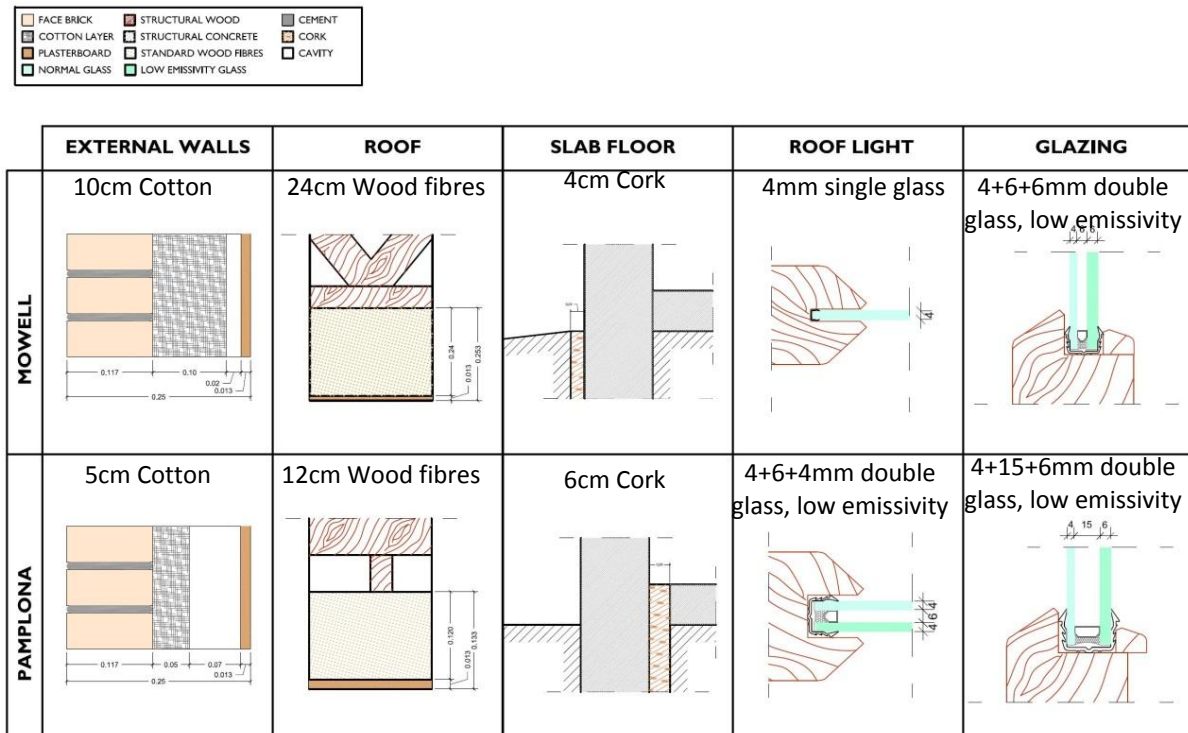 FACE BRICK STRUCTURAL WOOD CEMENT
COTTON LAYER STRUCTURAL CONCRETE CORK
PLASTERBOARD STANDARD WOOD FIBRES CAVITY
NORMAL GLASS LOW EMISSIVITY GLASS
EXTERNAL WALLS ROOF SLAB FLOOR ROOF LIGHT GLAZING
MOWELL
10cm Cotton
0.117 0.10
0.02
0.013
0.25
24cm Wood fibres
0.24
0.013
0.253
4cm Cork
4mm single glass
4
4+6+6mm double
glass, low emissivity
4 6 6
PAMPLONA
5cm Cotton
0.117 0.05 0.07
0.013
0.25
12cm Wood fibres
0.120
0.013
0.133
6cm Cork
4+6+4mm double
glass, low emissivity
4 6 4
4+15+6mm double
glass, low emissivity
4 15 6